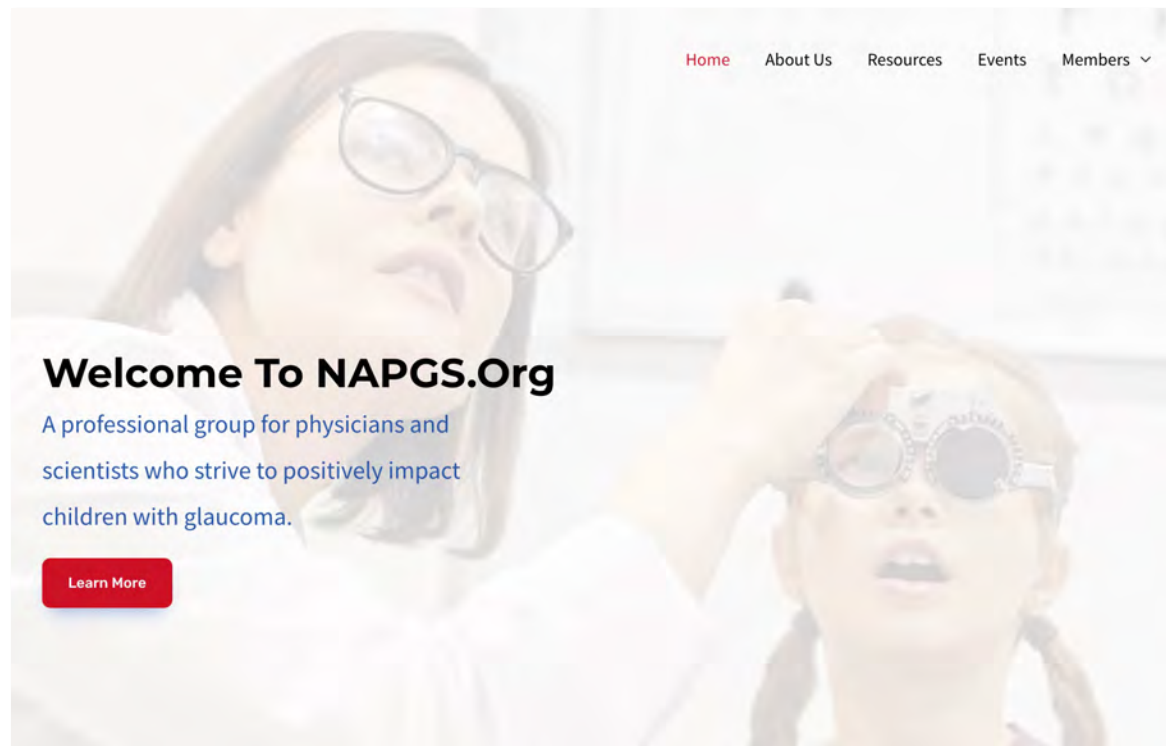 Home About Us Resources Events Members
Welcome To NAPGS.Org
A professional group for physicians and
scientists who strive to positively impact
children with glaucoma.
Learn More